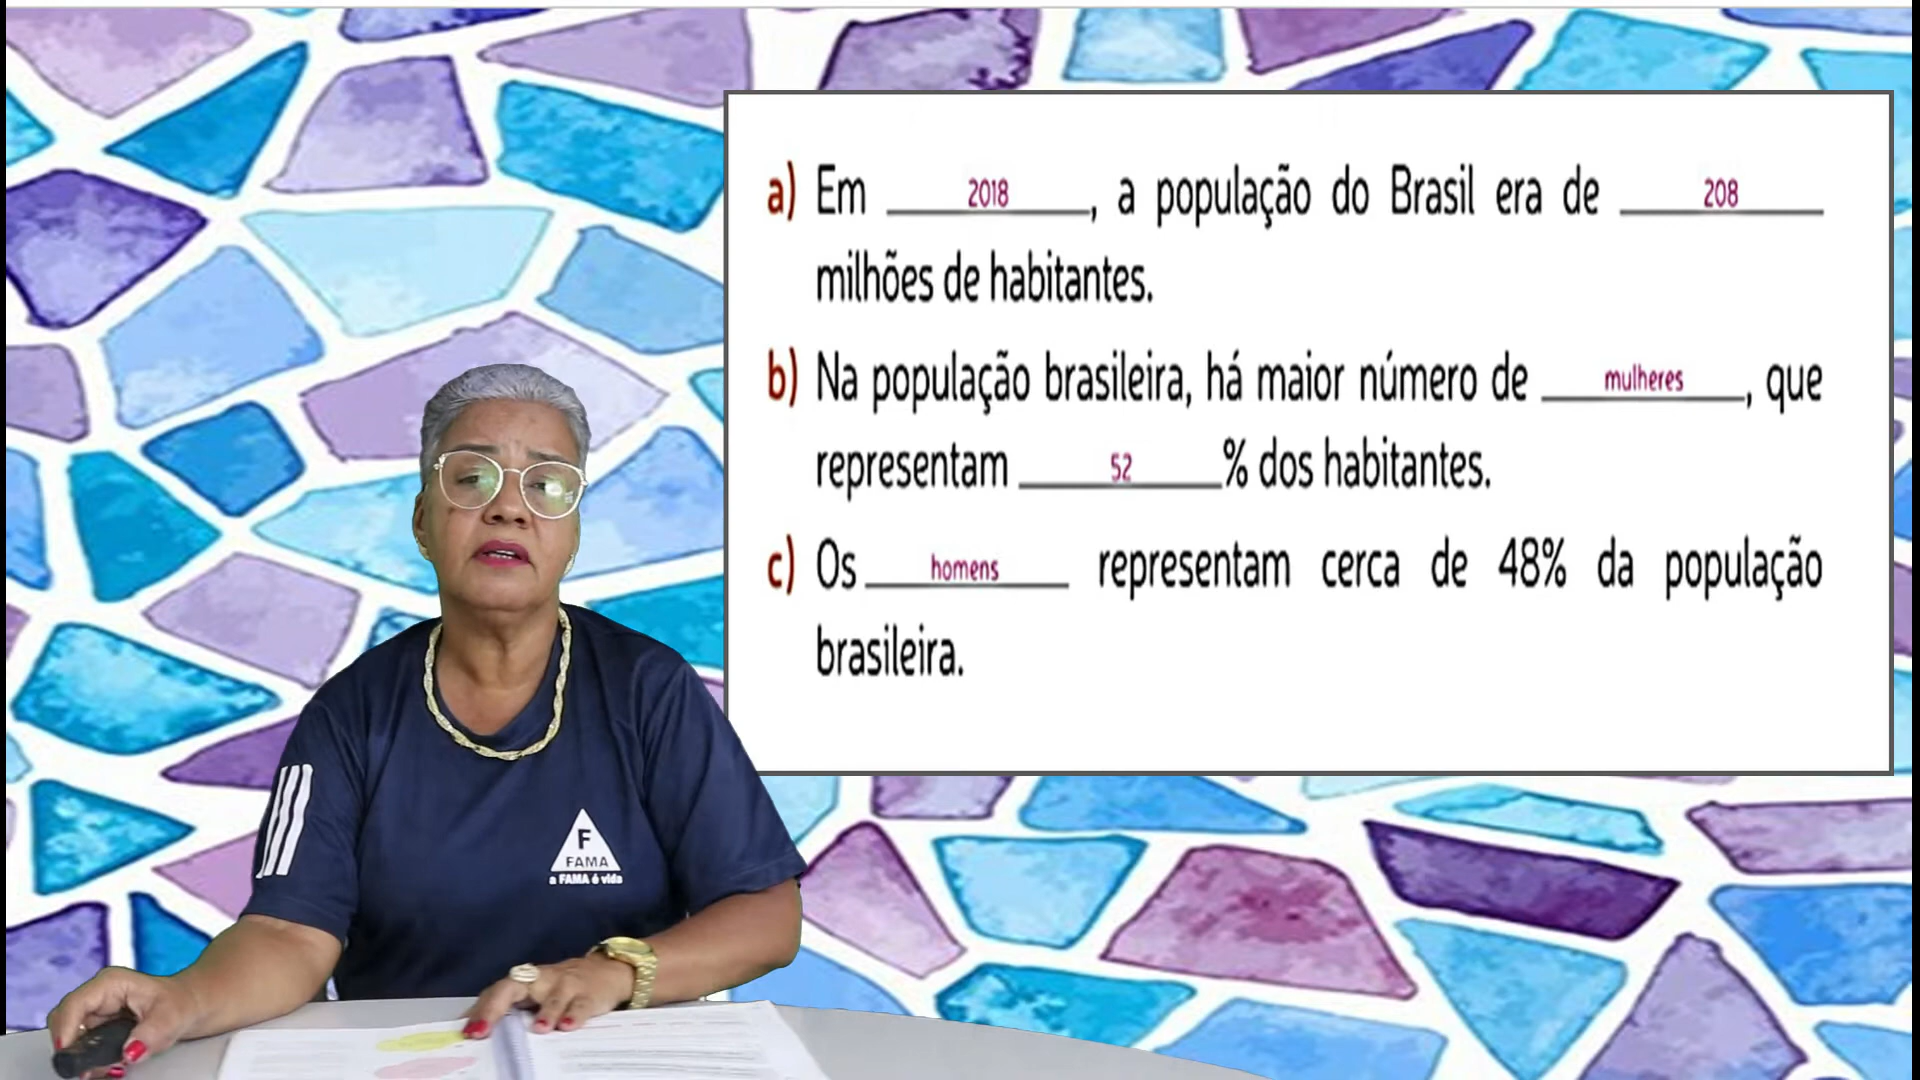 a) Em 2018, a população do Brasil era de 208
milhões de habitantes.
b) Na população brasileira, há maior número de mulheres, que
representam 52% dos habitantes.
c) Os homens representam cerca de 48% da população
brasileira.
F
FAMA
a FAMA é vida